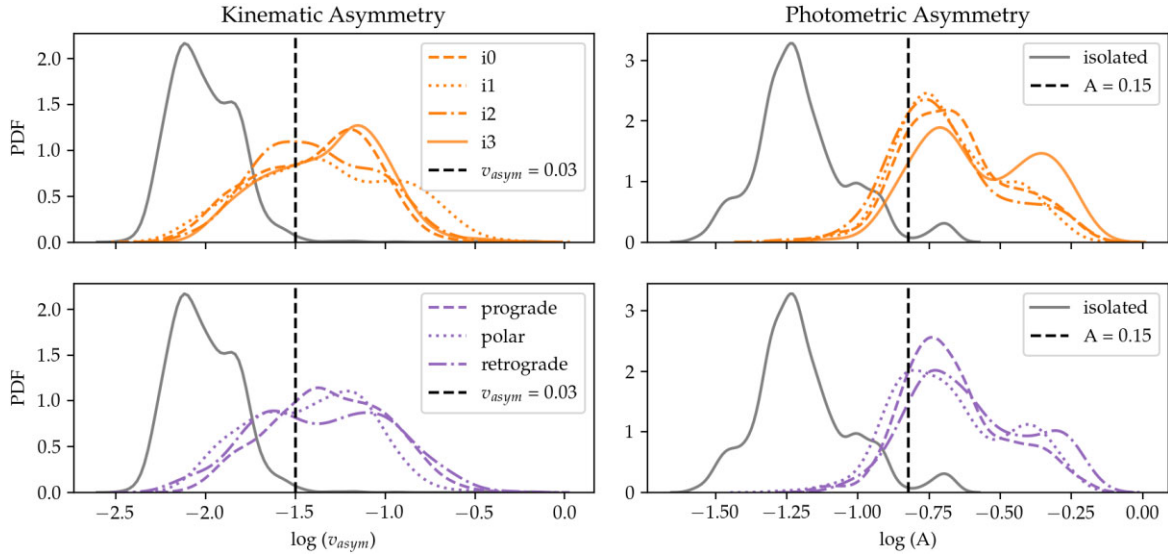 Kinematic Asymmetry
Photometric Asymmetry
PDF
2.0
1.5
1.0
0.5
0.0
i0
i1
i2
i3
v_asym = 0.03
3
2
1
0
isolated
A = 0.15
PDF
2.0
1.5
1.0
0.5
0.0
prograde
polar
retrograde
v_asym = 0.03
−2.5 −2.0 −1.5 −1.0 −0.5 0.0
log (v_asym)
3
2
1
0
isolated
A = 0.15
−1.50 −1.25 −1.00 −0.75 −0.50 −0.25 0.00
log (A)